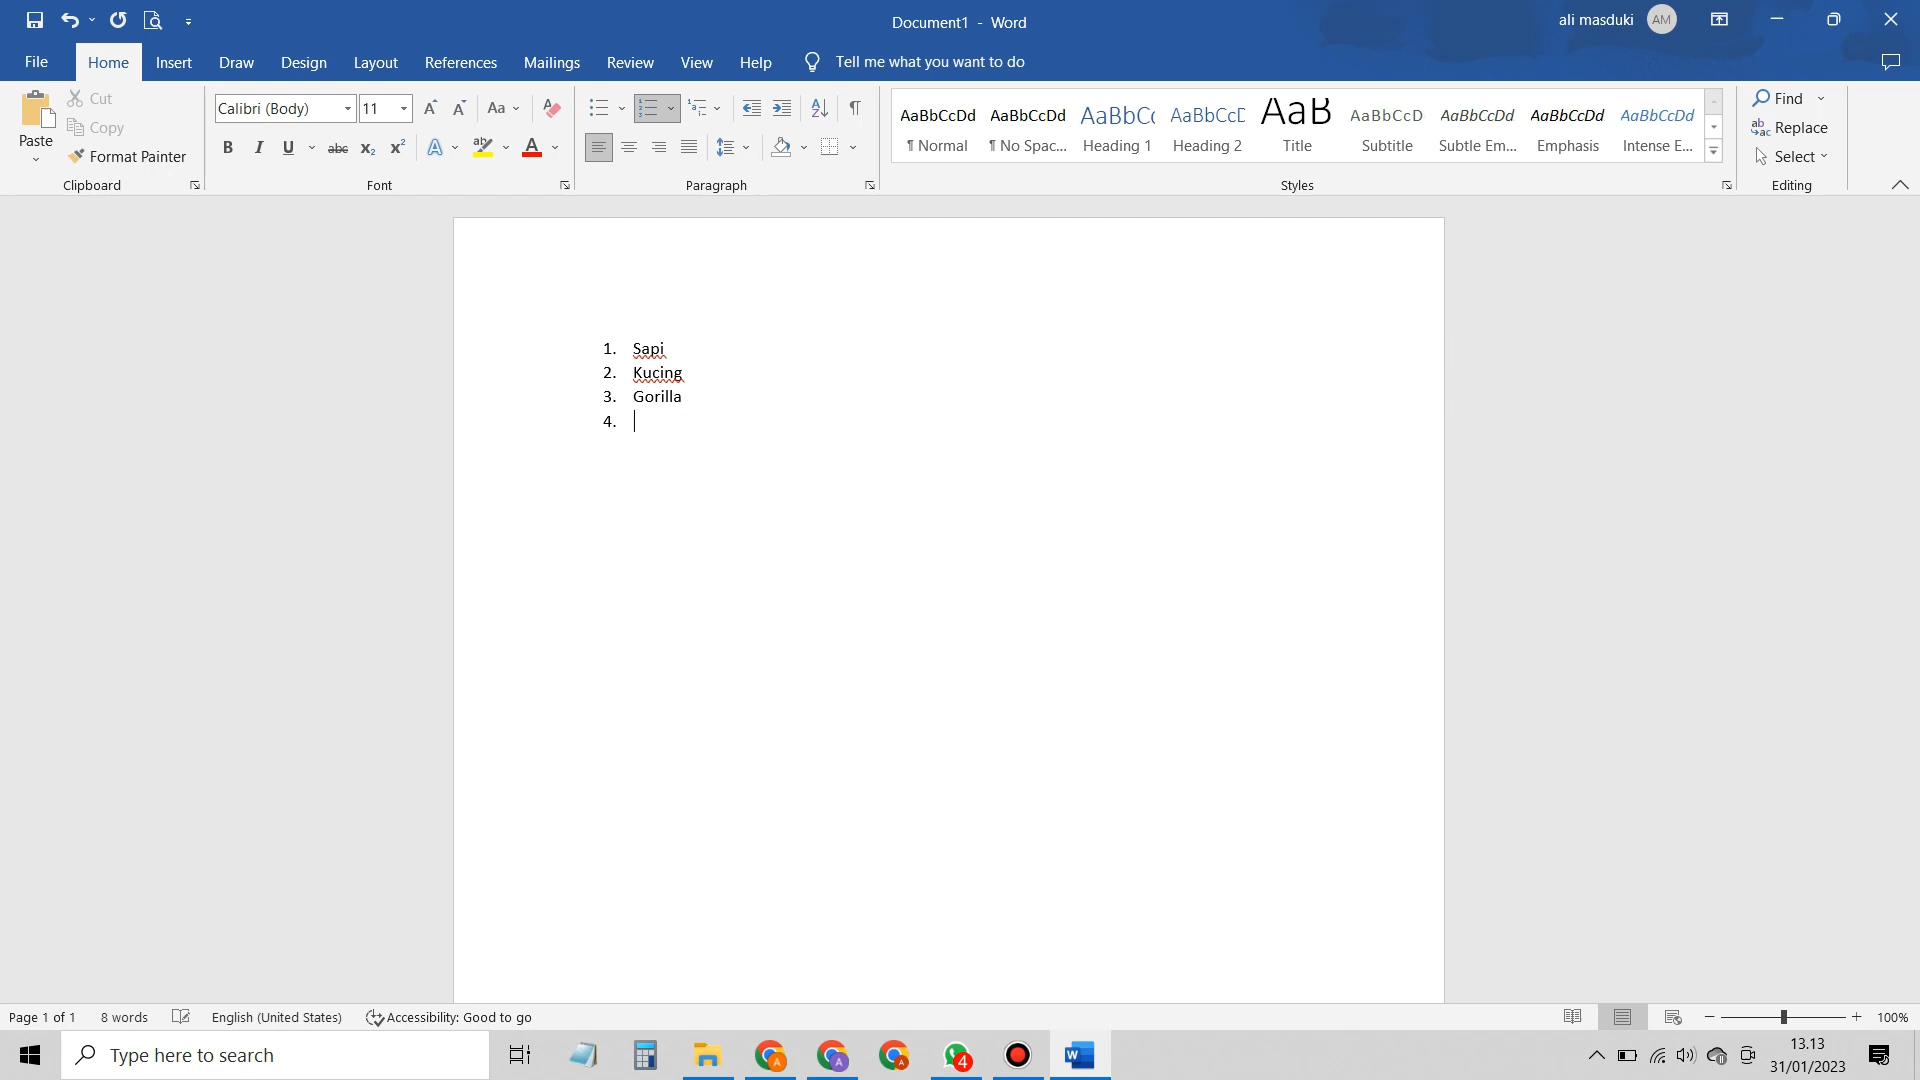 Document1 - Word
ali masduki AM
File Home Insert Draw Design Layout References Mailings Review View Help Tell me what you want to do
Paste
Cut
Copy
Format Painter
Clipboard
Calibri (Body) 11
Font
Paragraph
AaBbCcDd AaBbCcDd AaBbC AaBbCcC AaB AaBbCcD AaBbCcDd AaBbCcDd AaBbCcDd
¶ Normal ¶ No Spac... Heading 1 Heading 2 Title Subtitle Subtle Em... Emphasis Intense E...
Styles
Find
Replace
Select
Editing
1. Sapi
2. Kucing
3. Gorilla
4.
Page 1 of 1 8 words English (United States) Accessibility: Good to go 100%
Type here to search
4
13.13
31/01/2023